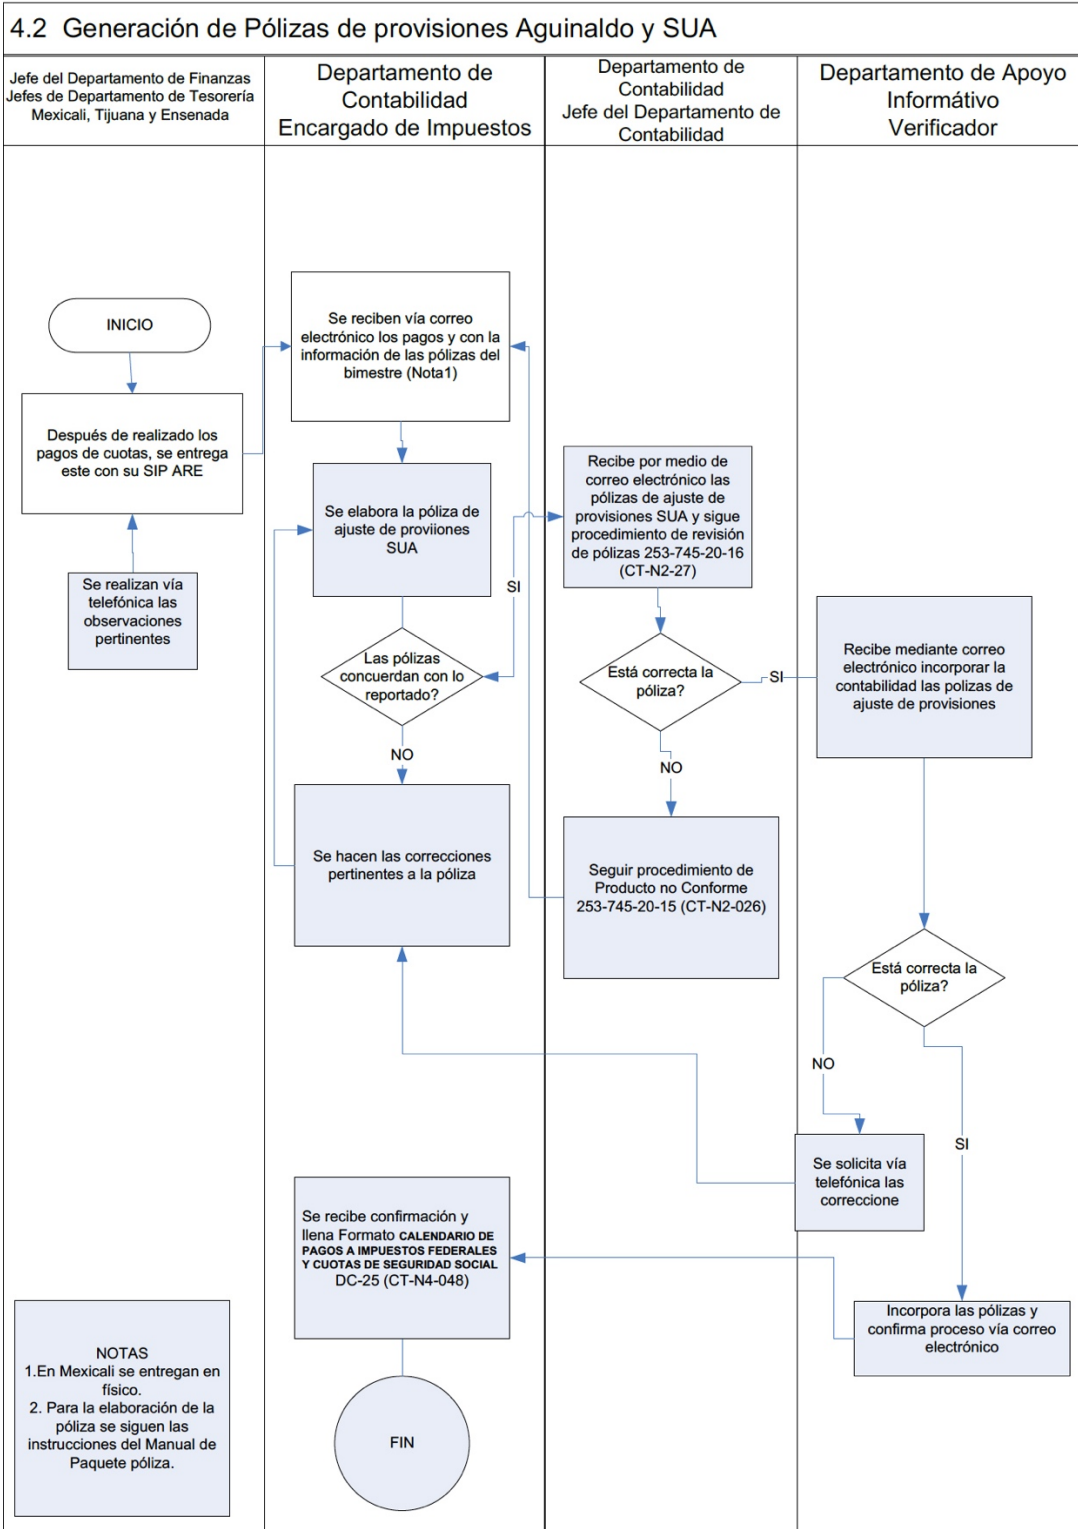 4.2 Generación de Pólizas de provisiones Aguinaldo y SUA
Jefe del Departamento de Finanzas
Jefes de Departamento de Tesorería
Mexicali, Tijuana y Ensenada
Departamento de
Contabilidad
Encargado de Impuestos
Departamento de
Contabilidad
Jefe del Departamento de
Contabilidad
Departamento de Apoyo
Informátivo
Verificador
INICIO
Después de realizado los
pagos de cuotas, se entrega
este con su SIP ARE
Se realizan vía
telefónica las
observaciones
pertinentes
Se reciben vía correo
electrónico los pagos y con la
información de las pólizas del
bimestre (Nota1)
Se elabora la póliza de
ajuste de proviiones
SUA
Las pólizas
concuerdan con lo
reportado?
SI
NO
Se hacen las correcciones
pertinentes a la póliza
Recibe por medio de
correo electrónico las
pólizas de ajuste de
provisiones SUA y sigue
procedimiento de revisión
de pólizas 253-745-20-16
(CT-N2-27)
Está correcta la
póliza?
SI
NO
Seguir procedimiento de
Producto no Conforme
253-745-20-15 (CT-N2-026)
Recibe mediante correo
electrónico incorporar la
contabilidad las polizas de
ajuste de provisiones
Está correcta la
póliza?
NO
SI
Se solicita vía
telefónica las
correccione
Incorpora las pólizas y
confirma proceso vía correo
electrónico
Se recibe confirmación y
llena Formato CALENDARIO DE
PAGOS A IMPUESTOS FEDERALES
Y CUOTAS DE SEGURIDAD SOCIAL
DC-25 (CT-N4-048)
FIN
NOTAS
1.En Mexicali se entregan en
físico.
2. Para la elaboración de la
póliza se siguen las
instrucciones del Manual de
Paquete póliza.